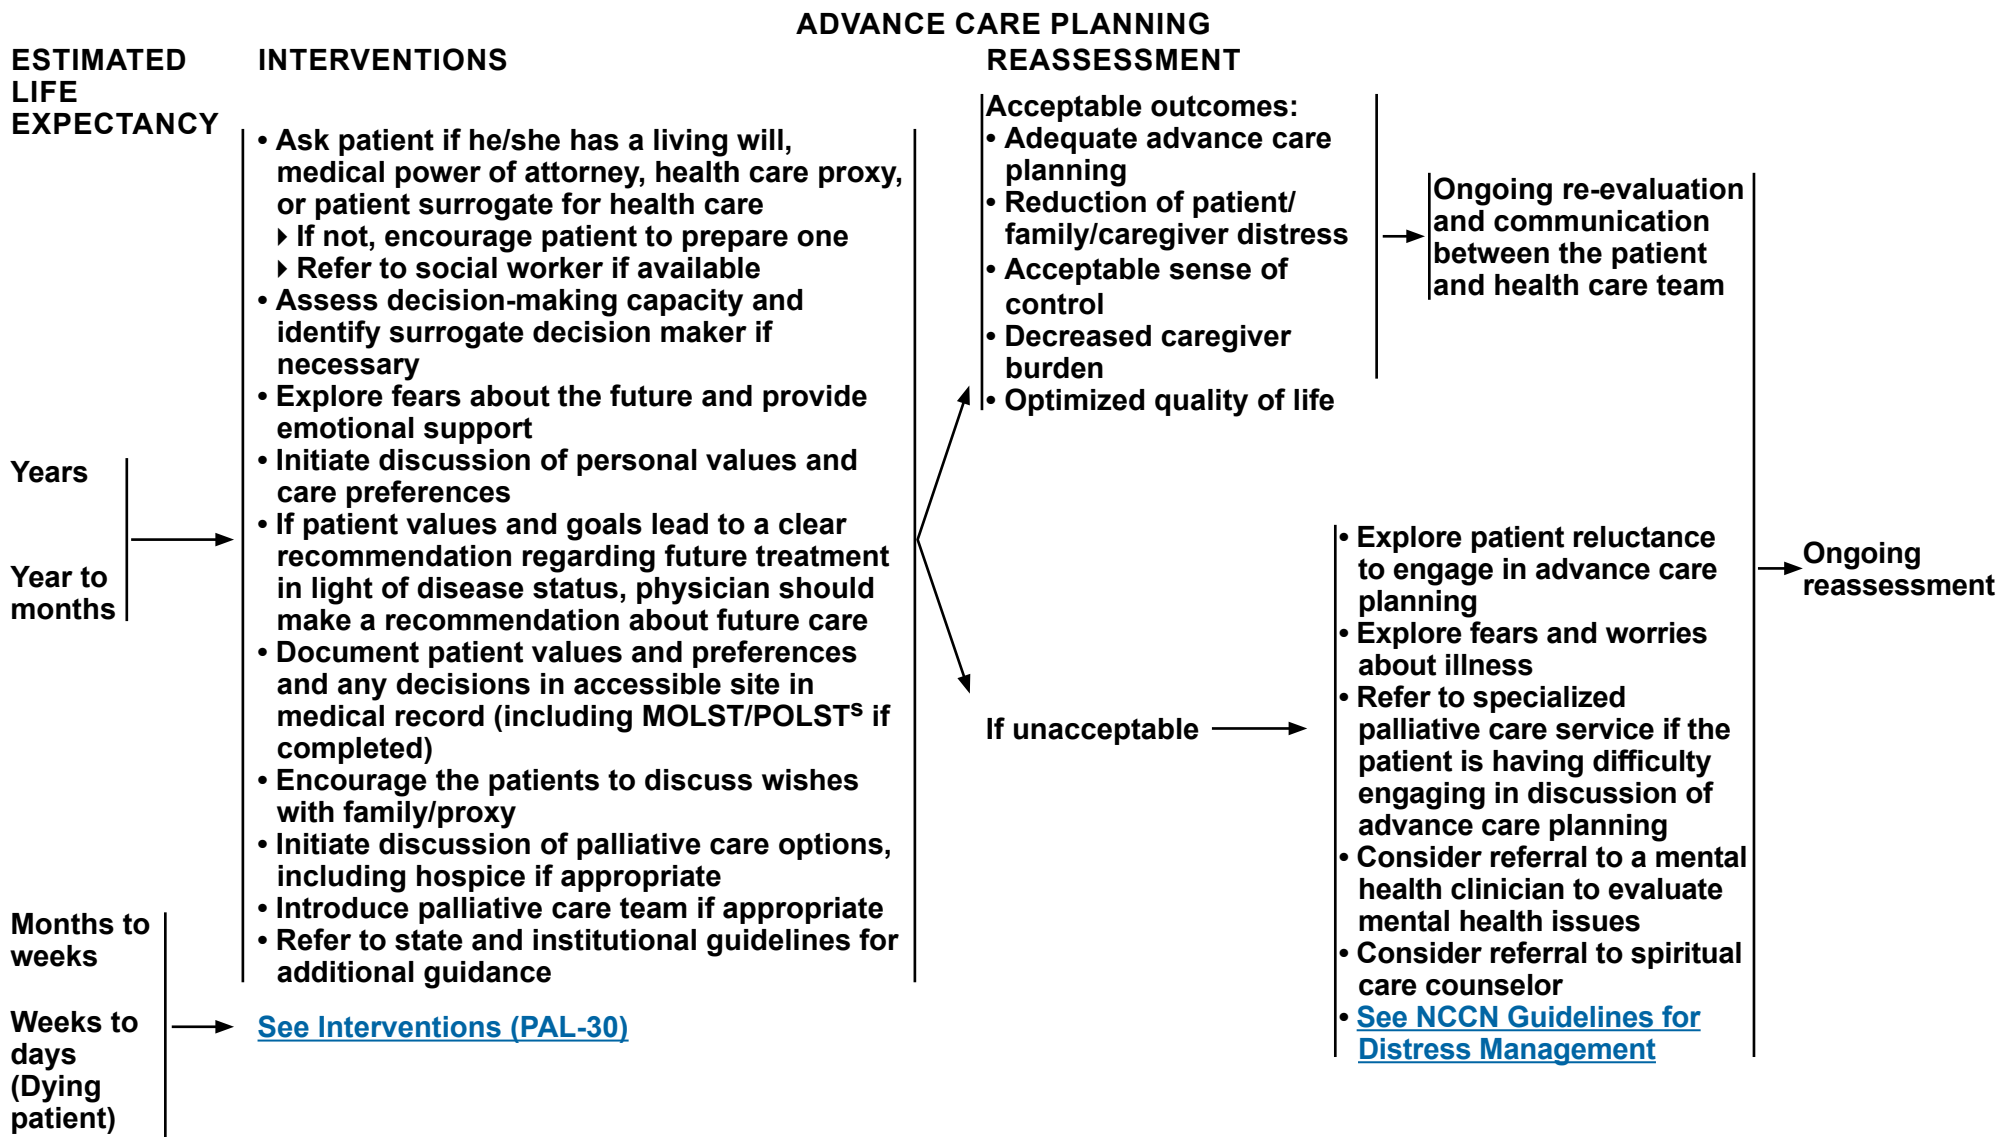 ADVANCE CARE PLANNING
ESTIMATED
LIFE
EXPECTANCY
INTERVENTIONS
REASSESSMENT
Years
Year to
months
• Ask patient if he/she has a living will,
medical power of attorney, health care proxy,
or patient surrogate for health care
▸ If not, encourage patient to prepare one
▸ Refer to social worker if available
• Assess decision-making capacity and
identify surrogate decision maker if
necessary
• Explore fears about the future and provide
emotional support
• Initiate discussion of personal values and
care preferences
• If patient values and goals lead to a clear
recommendation regarding future treatment
in light of disease status, physician should
make a recommendation about future care
• Document patient values and preferences
and any decisions in accessible site in
medical record (including MOLST/POLSTˢ if
completed)
• Encourage the patients to discuss wishes
with family/proxy
• Initiate discussion of palliative care options,
including hospice if appropriate
• Introduce palliative care team if appropriate
• Refer to state and institutional guidelines for
additional guidance
Acceptable outcomes:
• Adequate advance care
planning
• Reduction of patient/
family/caregiver distress
• Acceptable sense of
control
• Decreased caregiver
burden
• Optimized quality of life
Ongoing re-evaluation
and communication
between the patient
and health care team
If unacceptable
• Explore patient reluctance
to engage in advance care
planning
• Explore fears and worries
about illness
• Refer to specialized
palliative care service if the
patient is having difficulty
engaging in discussion of
advance care planning
• Consider referral to a mental
health clinician to evaluate
mental health issues
• Consider referral to spiritual
care counselor
• See NCCN Guidelines for
Distress Management
Ongoing
reassessment
Months to
weeks
Weeks to
days
(Dying
patient)
See Interventions (PAL-30)